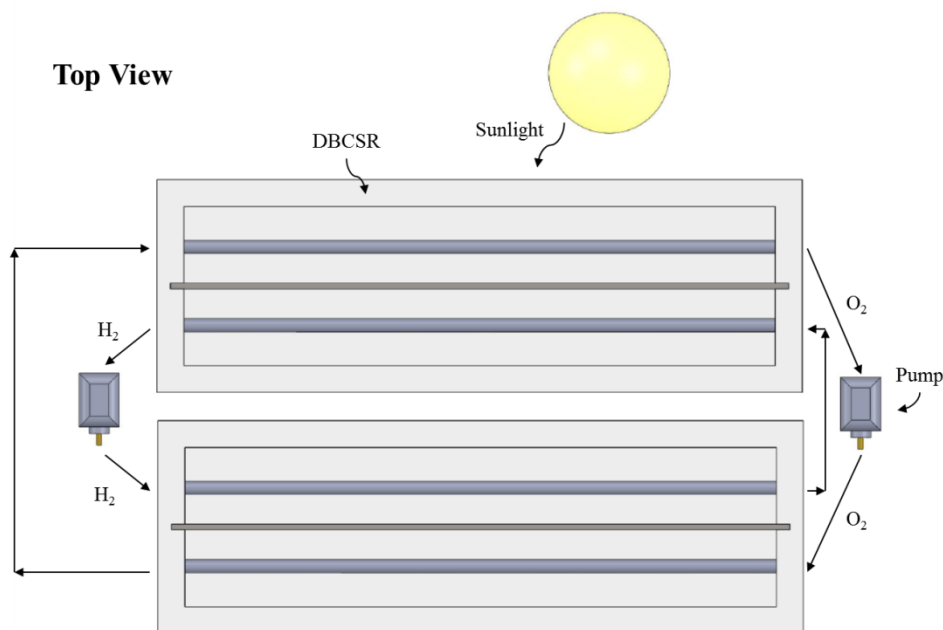 Top View
Sunlight
DBCSR
H₂
O₂
Pump
H₂
O₂